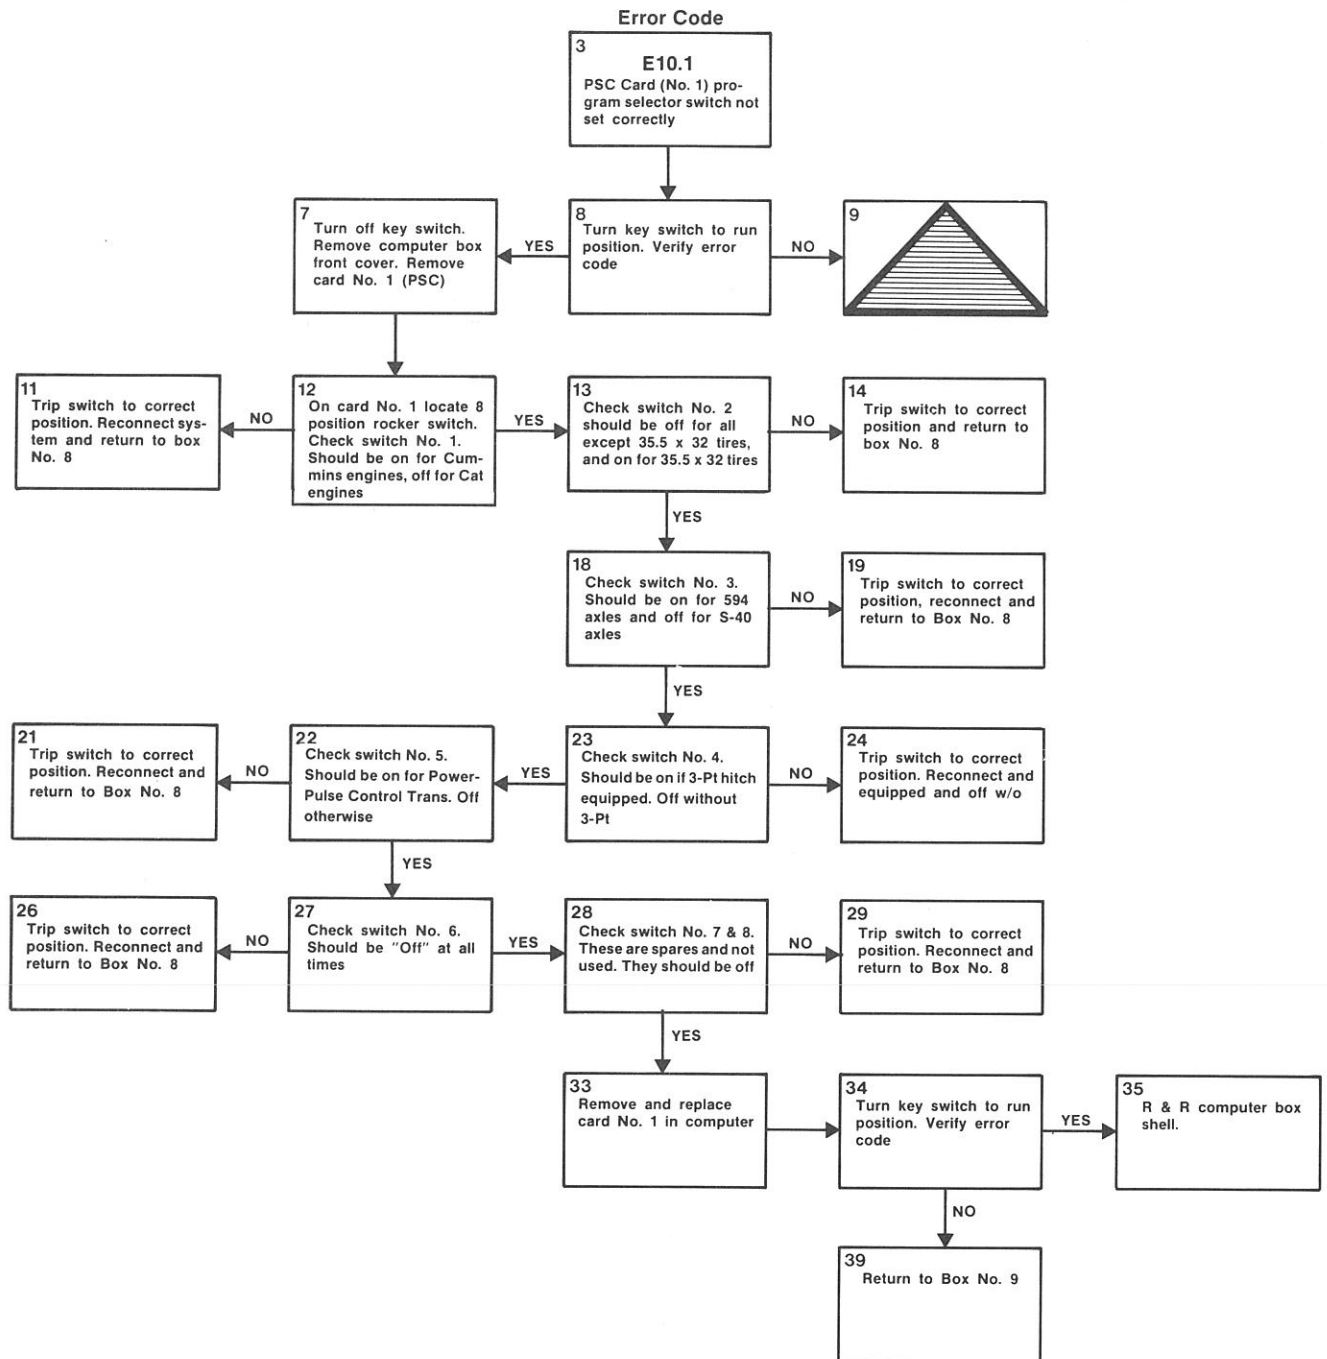 Error Code
3
E10.1
PSC Card (No. 1) pro-
gram selector switch not
set correctly
7
Turn off key switch.
Remove computer box
front cover. Remove
card No. 1 (PSC)
YES
8
Turn key switch to run
position. Verify error
code
NO
9
11
Trip switch to correct
position. Reconnect sys-
tem and return to box
No. 8
NO
12
On card No. 1 locate 8
position rocker switch.
Check switch No. 1.
Should be on for Cum-
mins engines, off for Cat
engines
YES
13
Check switch No. 2
should be off for all
except 35.5 x 32 tires,
and on for 35.5 x 32 tires
NO
14
Trip switch to correct
position and return to
box No. 8
YES
18
Check switch No. 3.
Should be on for 594
axles and off for S-40
axles
NO
19
Trip switch to correct
position, reconnect and
return to Box No. 8
YES
21
Trip switch to correct
position. Reconnect and
return to Box No. 8
NO
22
Check switch No. 5.
Should be on for Power-
Pulse Control Trans. Off
otherwise
YES
23
Check switch No. 4.
Should be on if 3-Pt hitch
equipped. Off without
3-Pt
NO
24
Trip switch to correct
position. Reconnect and
equipped and off w/o
YES
26
Trip switch to correct
position. Reconnect and
return to Box No. 8
NO
27
Check switch No. 6.
Should be "Off" at all
times
YES
28
Check switch No. 7 & 8.
These are spares and not
used. They should be off
NO
29
Trip switch to correct
position. Reconnect and
return to Box No. 8
YES
33
Remove and replace
card No. 1 in computer
34
Turn key switch to run
position. Verify error
code
YES
35
R & R computer box
shell.
NO
39
Return to Box No. 9